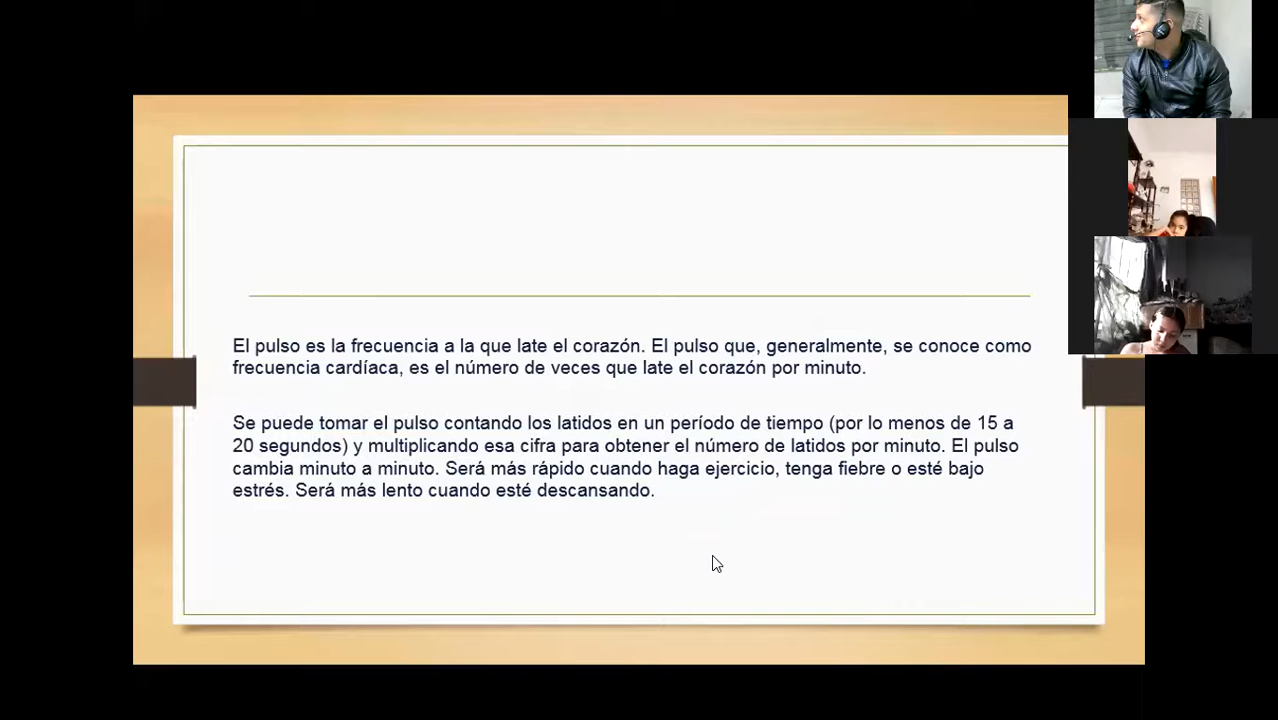 El pulso es la frecuencia a la que late el corazón. El pulso que, generalmente, se conoce como
frecuencia cardíaca, es el número de veces que late el corazón por minuto.
Se puede tomar el pulso contando los latidos en un período de tiempo (por lo menos de 15 a
20 segundos) y multiplicando esa cifra para obtener el número de latidos por minuto. El pulso
cambia minuto a minuto. Será más rápido cuando haga ejercicio, tenga fiebre o esté bajo
estrés. Será más lento cuando esté descansando.